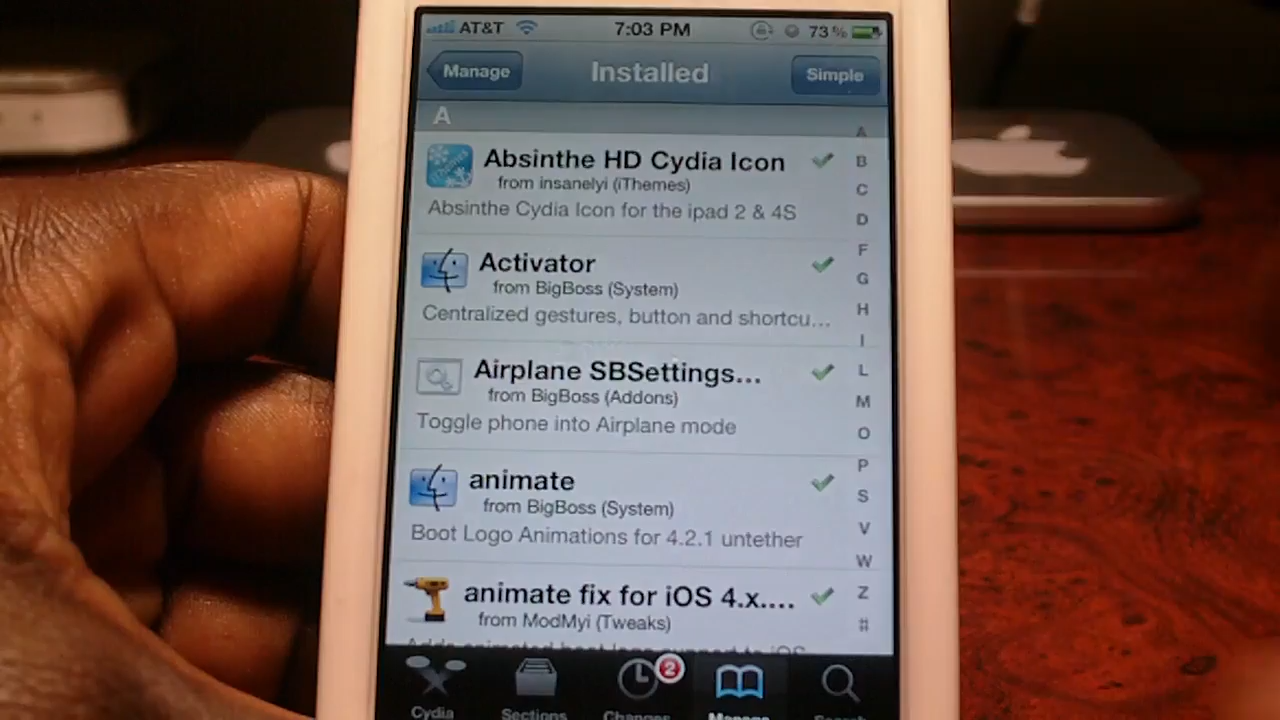 AT&T 7:03 PM 73%
Manage Installed Simple
A
Absinthe HD Cydia Icon
from insanelyi (iThemes)
Absinthe Cydia Icon for the ipad 2 & 4S
Activator
from BigBoss (System)
Centralized gestures, button and shortcu...
Airplane SBSettings...
from BigBoss (Addons)
Toggle phone into Airplane mode
animate
from BigBoss (System)
Boot Logo Animations for 4.2.1 untether
animate fix for iOS 4.x....
from ModMyi (Tweaks)
A
B
C
D
F
G
H
I
L
M
O
P
S
V
W
Z
#
2
Cydia Sections Changes Manage Search